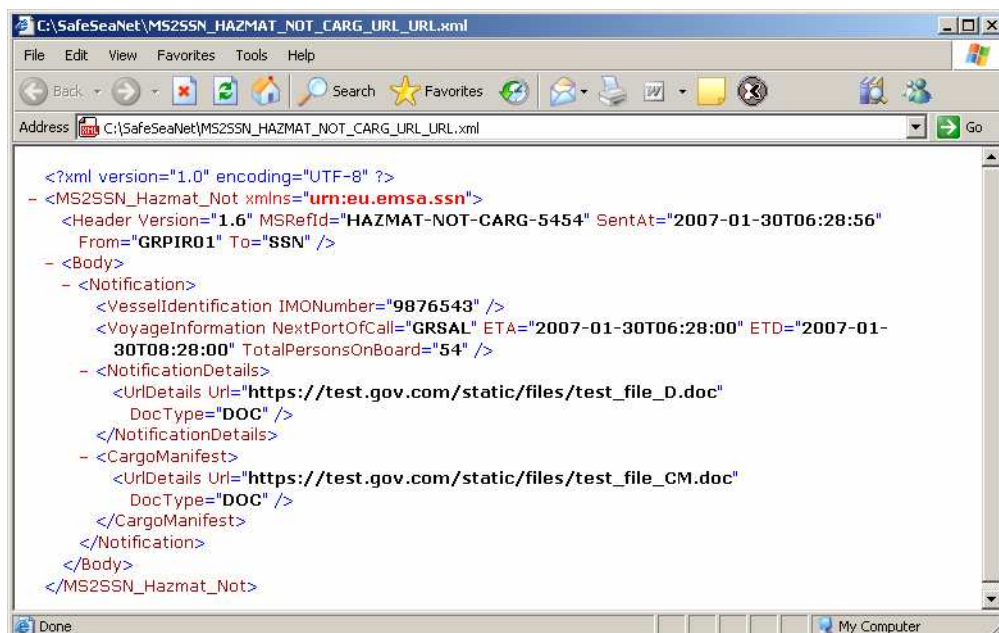 C:\SafeSeaNet\MS2SSN_HAZMAT_NOT_CARG_URL_URL.xml
File Edit View Favorites Tools Help
Back Search Favorites
Address C:\SafeSeaNet\MS2SSN_HAZMAT_NOT_CARG_URL_URL.xml Go
<?xml version="1.0" encoding="UTF-8" ?>
- <MS2SSN_Hazmat_Not xmlns="urn:eu.emsa.ssn">
<Header Version="1.6" MSRefId="HAZMAT-NOT-CARG-5454" SentAt="2007-01-30T06:28:56"
From="GRPIR01" To="SSN" />
- <Body>
- <Notification>
<VesselIdentification IMONumber="9876543" />
<VoyageInformation NextPortOfCall="GRSAL" ETA="2007-01-30T06:28:00" ETD="2007-01-
30T08:28:00" TotalPersonsOnBoard="54" />
- <NotificationDetails>
<UrlDetails Url="https://test.gov.com/static/files/test_file_D.doc"
DocType="DOC" />
</NotificationDetails>
- <CargoManifest>
<UrlDetails Url="https://test.gov.com/static/files/test_file_CM.doc"
DocType="DOC" />
</CargoManifest>
</Notification>
</Body>
</MS2SSN_Hazmat_Not>
Done My Computer